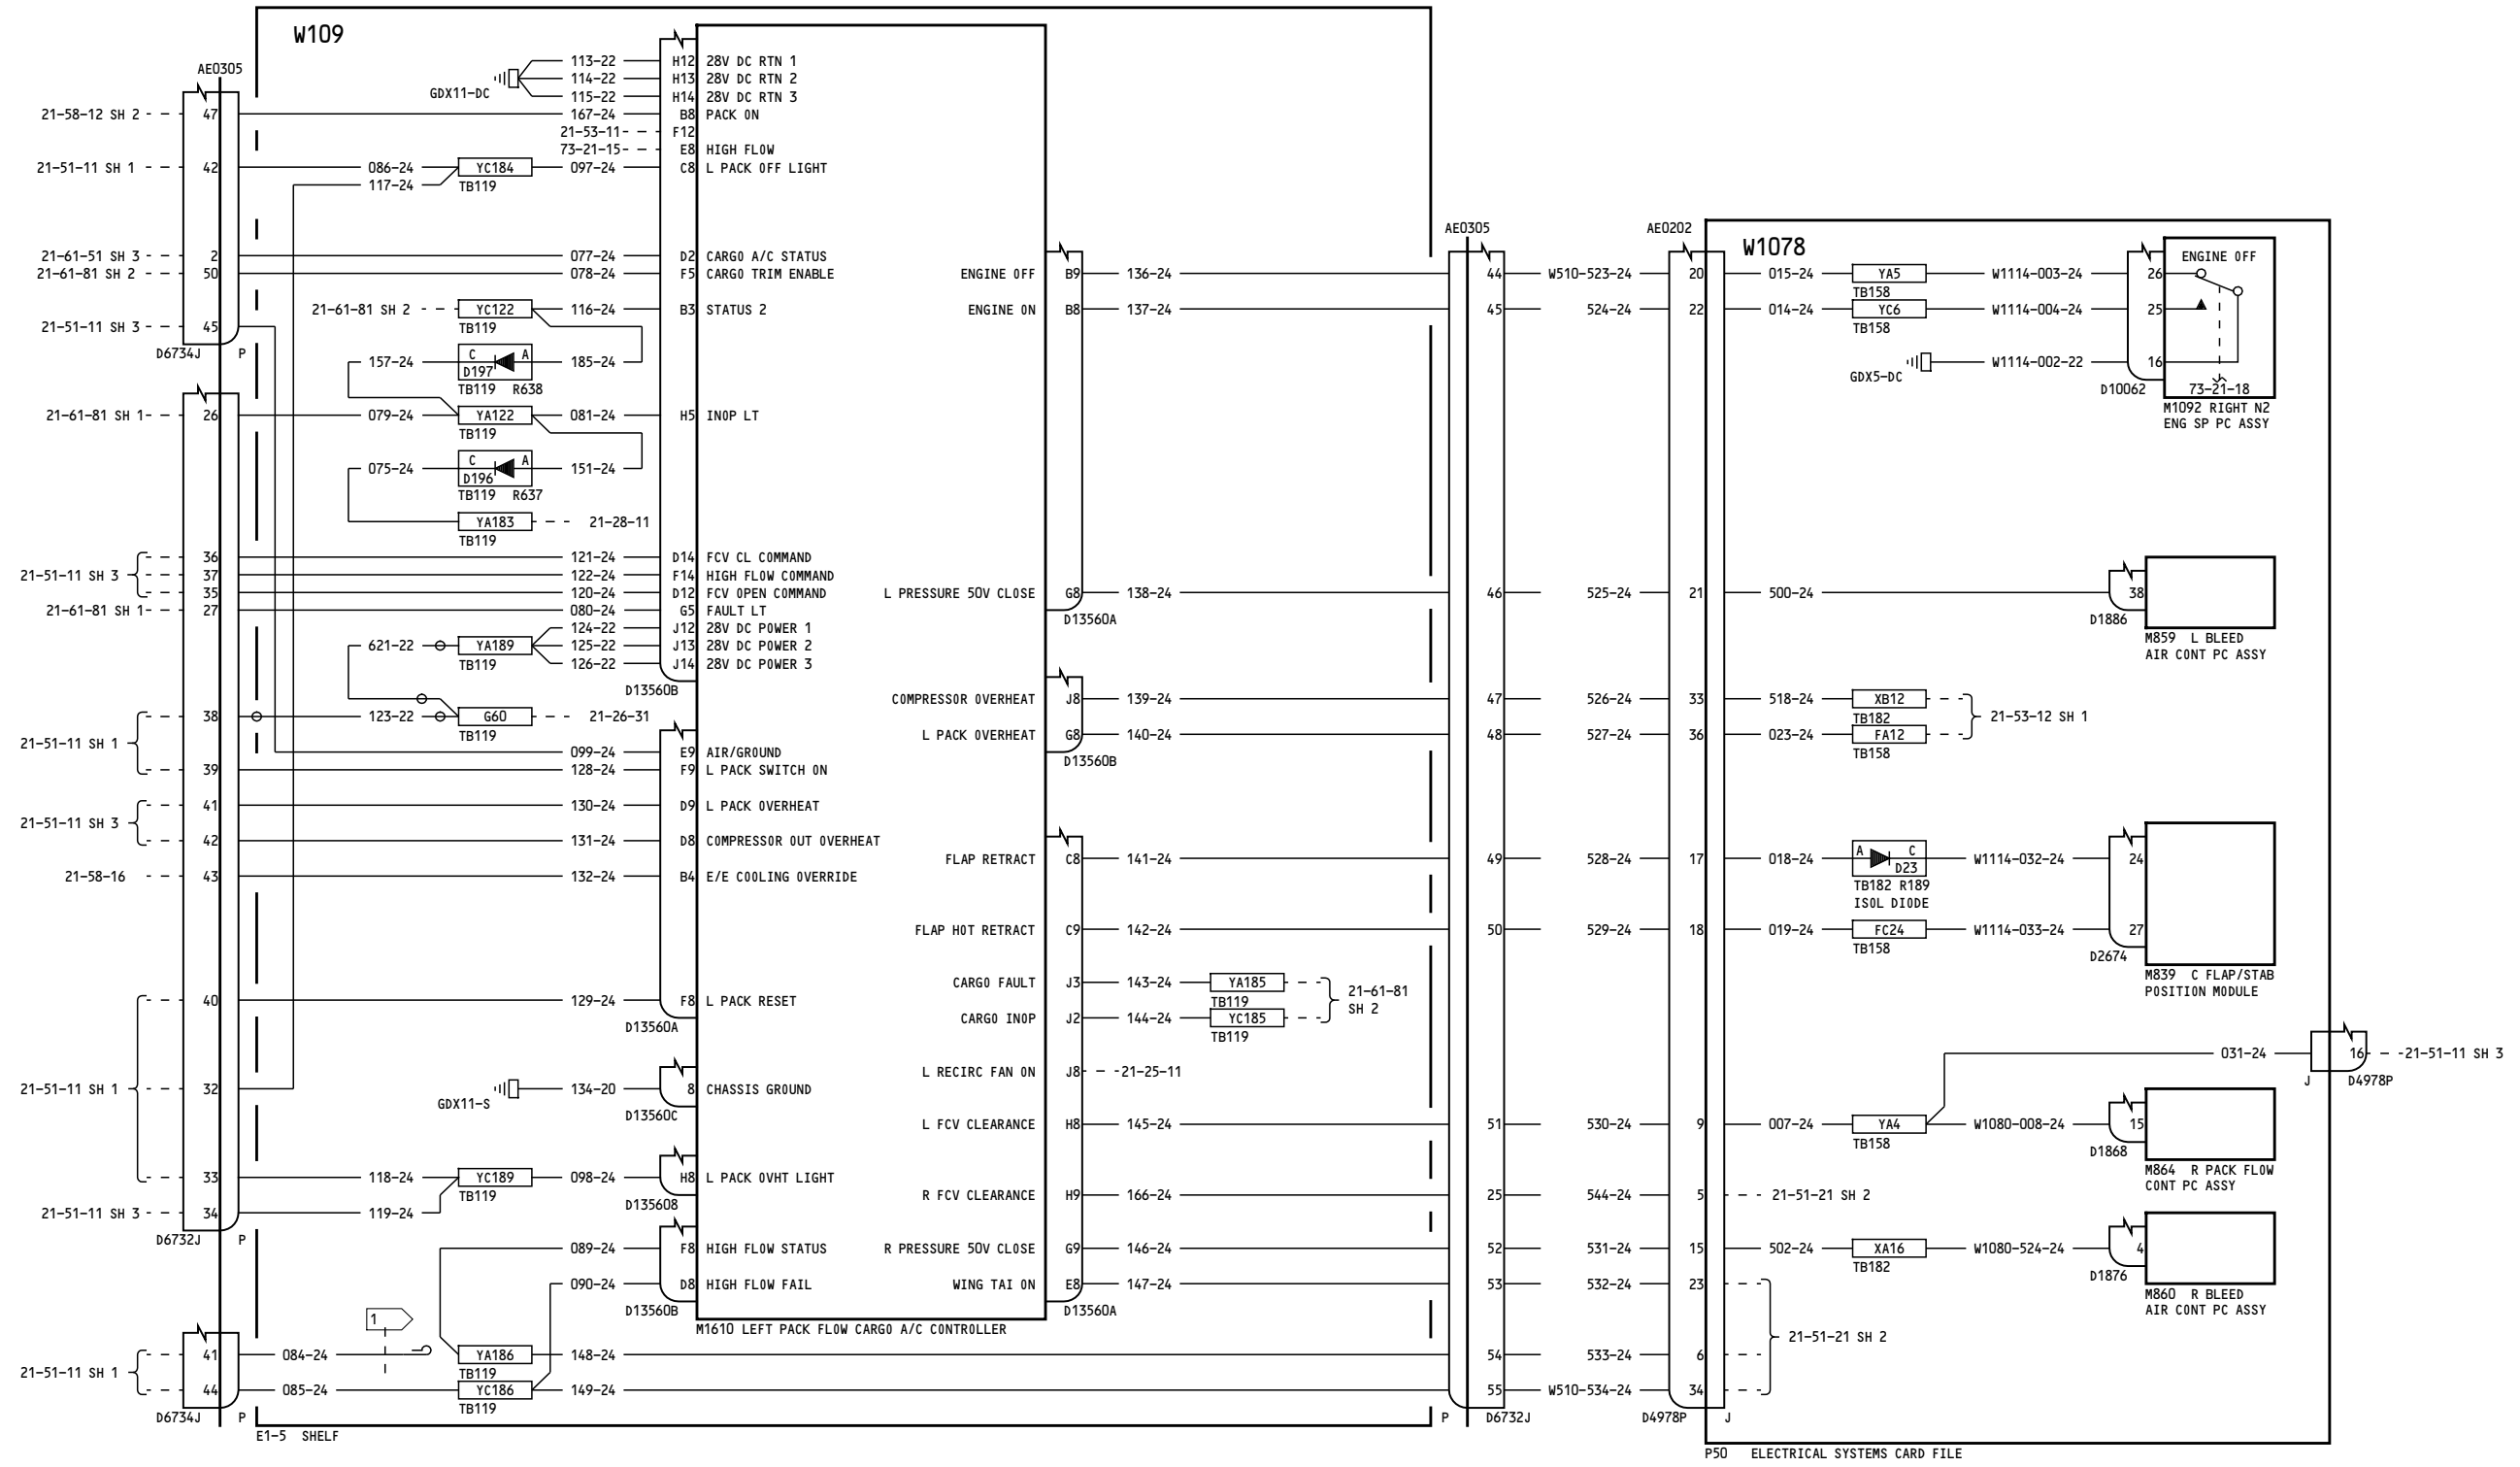 W109
AE0305
21-58-12 SH 2
47
21-51-11 SH 1
42
21-61-51 SH 3
2
21-61-81 SH 2
50
21-51-11 SH 3
45
D6734J
P
21-61-81 SH 1
26
36
21-51-11 SH 3
37
35
21-61-81 SH 1
27
38
21-51-11 SH 1
39
41
21-51-11 SH 3
42
21-58-16
43
40
21-51-11 SH 1
32
33
21-51-11 SH 3
34
D6732J
P
41
21-51-11 SH 1
44
D6734J
P
E1-5 SHELF
GDX11-DC
113-22
H12
28V DC RTN 1
114-22
H13
28V DC RTN 2
115-22
H14
28V DC RTN 3
167-24
B8
PACK ON
21-53-11
F12
73-21-15
E8
HIGH FLOW
086-24
YC184
097-24
C8
L PACK OFF LIGHT
117-24
TB119
077-24
D2
CARGO A/C STATUS
078-24
F5
CARGO TRIM ENABLE
21-61-81 SH 2
YC122
116-24
B3
STATUS 2
TB119
157-24
C
A
D197
185-24
TB119
R638
079-24
YA122
081-24
H5
INOP LT
TB119
075-24
C
A
D196
151-24
TB119
R637
YA183
21-28-11
TB119
121-24
D14
FCV CL COMMAND
122-24
F14
HIGH FLOW COMMAND
120-24
D12
FCV OPEN COMMAND
080-24
G5
FAULT LT
124-22
J12
28V DC POWER 1
621-22
YA189
125-22
J13
28V DC POWER 2
TB119
126-22
J14
28V DC POWER 3
D13560B
123-22
G60
21-26-31
TB119
099-24
E9
AIR/GROUND
128-24
F9
L PACK SWITCH ON
130-24
D9
L PACK OVERHEAT
131-24
D8
COMPRESSOR OUT OVERHEAT
132-24
B4
E/E COOLING OVERRIDE
129-24
F8
L PACK RESET
D13560A
GDX11-S
134-20
8
CHASSIS GROUND
D13560C
118-24
YC189
098-24
H8
L PACK OVHT LIGHT
TB119
D135608
119-24
089-24
F8
HIGH FLOW STATUS
090-24
D8
HIGH FLOW FAIL
D13560B
1
084-24
YA186
148-24
TB119
085-24
YC186
149-24
TB119
M1610 LEFT PACK FLOW CARGO A/C CONTROLLER
ENGINE OFF
B9
136-24
ENGINE ON
B8
137-24
L PRESSURE 50V CLOSE
G8
138-24
D13560A
COMPRESSOR OVERHEAT
J8
139-24
L PACK OVERHEAT
G8
140-24
D13560B
FLAP RETRACT
C8
141-24
FLAP HOT RETRACT
C9
142-24
CARGO FAULT
J3
143-24
YA185
TB119
21-61-81
SH 2
CARGO INOP
J2
144-24
YC185
TB119
L RECIRC FAN ON
J8
21-25-11
L FCV CLEARANCE
H8
145-24
R FCV CLEARANCE
H9
166-24
R PRESSURE 50V CLOSE
G9
146-24
WING TAI ON
E8
147-24
D13560A
AE0305
44
W510-523-24
45
524-24
46
525-24
47
526-24
48
527-24
49
528-24
50
529-24
51
530-24
25
544-24
52
531-24
53
532-24
54
533-24
55
W510-534-24
P
D6732J
AE0202
W1078
20
015-24
YA5
W1114-003-24
26
ENGINE OFF
TB158
22
014-24
YC6
W1114-004-24
25
TB158
GDX5-DC
W1114-002-22
16
D10062
73-21-18
M1092 RIGHT N2
ENG SP PC ASSY
21
500-24
38
D1886
M859 L BLEED
AIR CONT PC ASSY
33
518-24
XB12
TB182
21-53-12 SH 1
36
023-24
FA12
TB158
17
018-24
A
C
D23
W1114-032-24
24
TB182 R189
ISOL DIODE
18
019-24
FC24
W1114-033-24
27
TB158
D2674
M839 C FLAP/STAB
POSITION MODULE
031-24
16
21-51-11 SH 3
J
D4978P
9
007-24
YA4
W1080-008-24
15
TB158
D1868
M864 R PACK FLOW
CONT PC ASSY
5
21-51-21 SH 2
15
502-24
XA16
W1080-524-24
4
TB182
D1876
M860 R BLEED
AIR CONT PC ASSY
23
21-51-21 SH 2
6
34
D4978P
J
P50 ELECTRICAL SYSTEMS CARD FILE